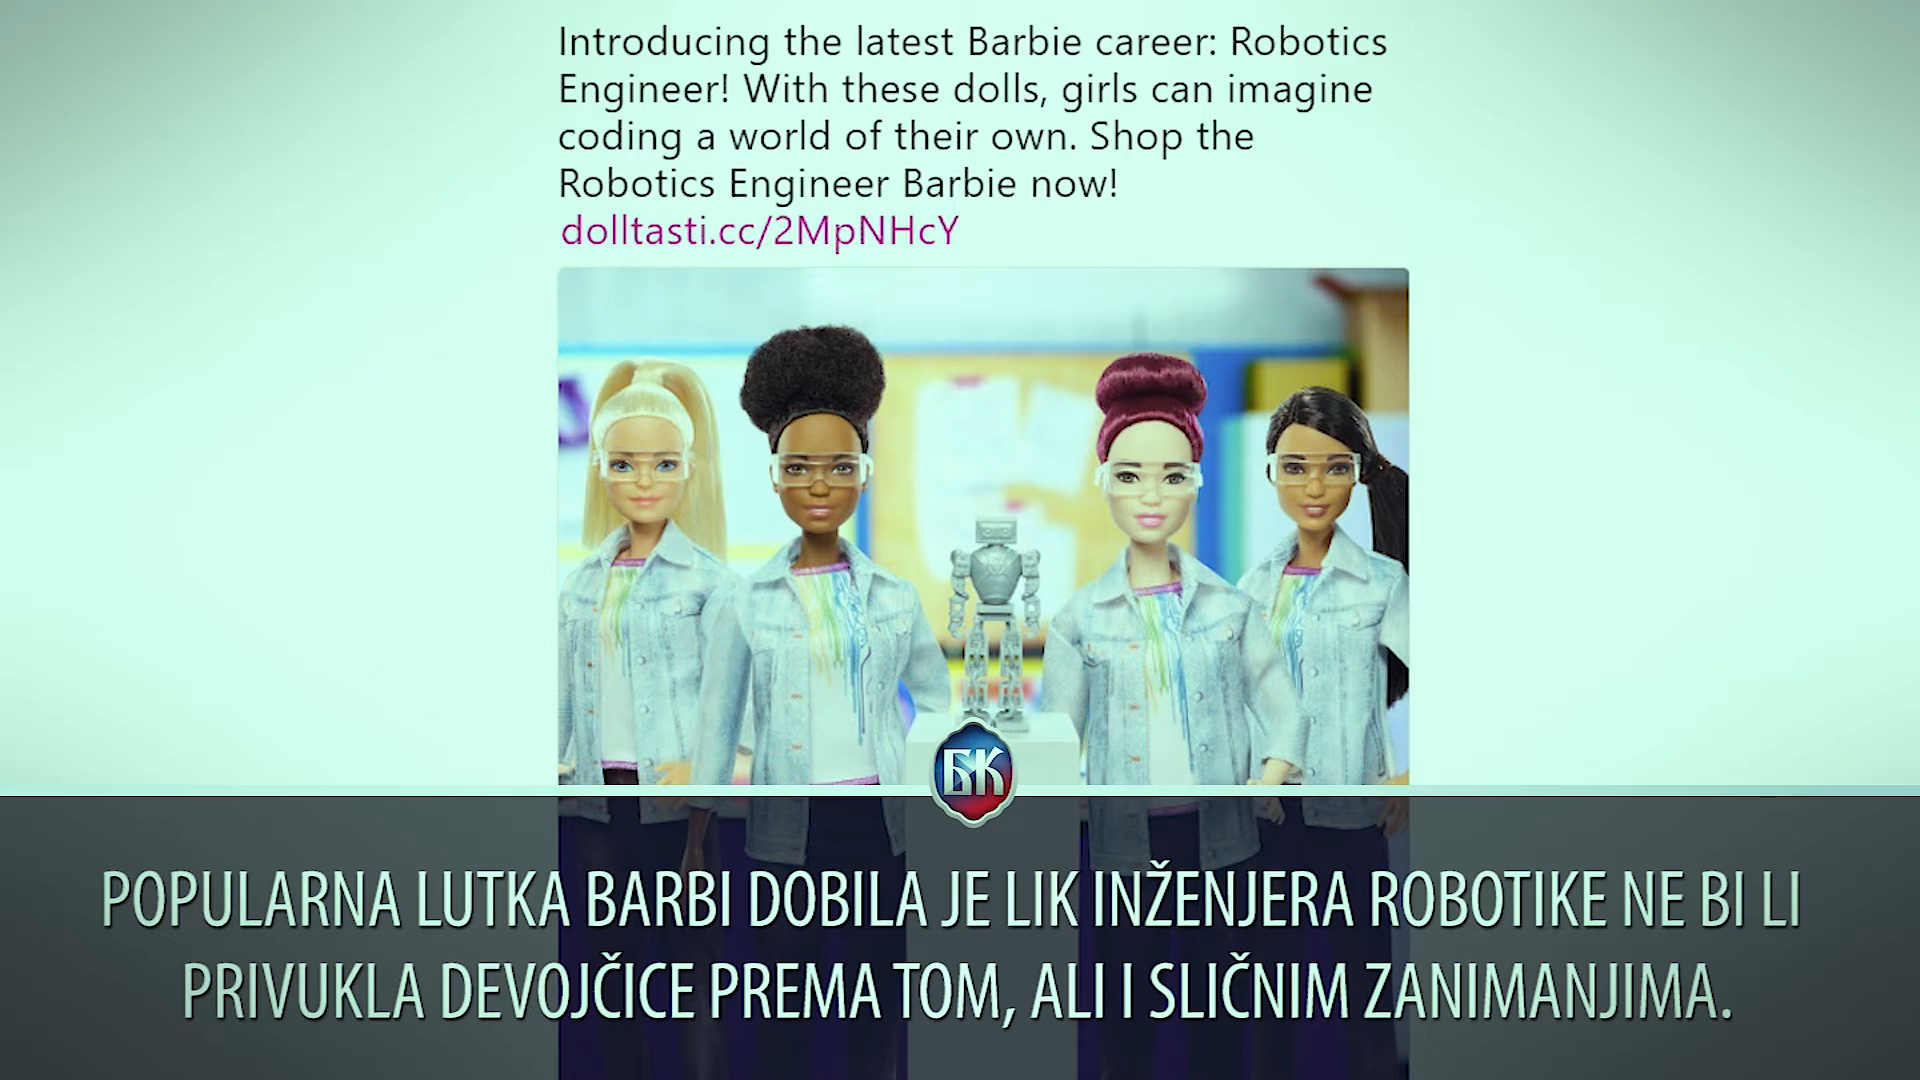 Introducing the latest Barbie career: Robotics
Engineer! With these dolls, girls can imagine
coding a world of their own. Shop the
Robotics Engineer Barbie now!
dolltasti.cc/2MpNHcY
БК
POPULARNA LUTKA BARBI DOBILA JE LIK INŽENJERA ROBOTIKE NE BI LI
PRIVUKLA DEVOJČICE PREMA TOM, ALI I SLIČNIM ZANIMANJIMA.